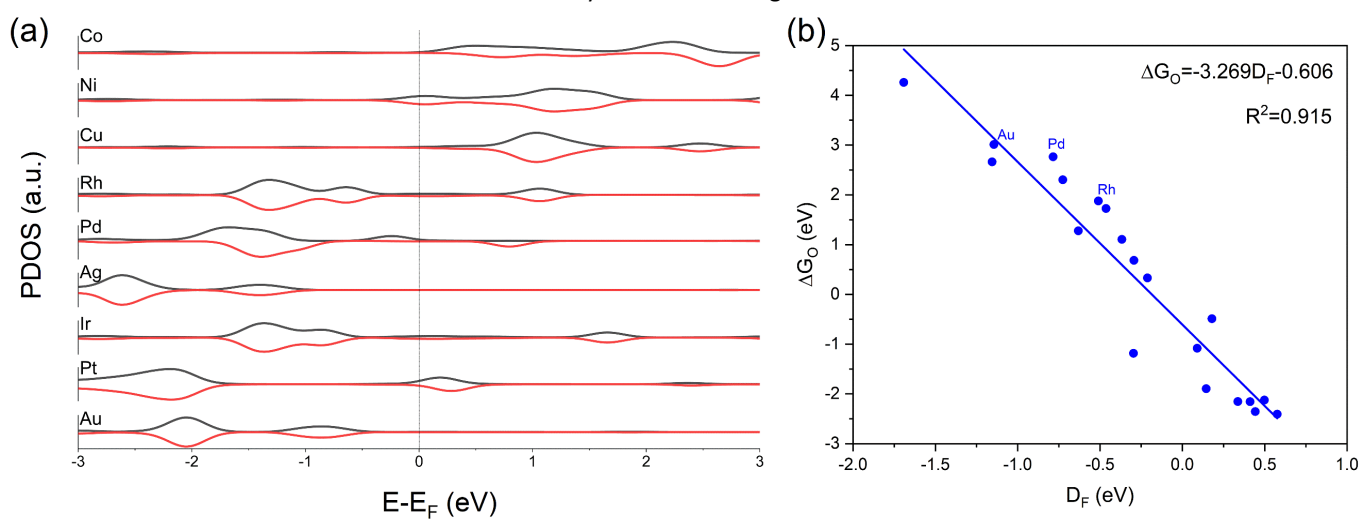 (a)
Co
Ni
Cu
Rh
Pd
Ag
Ir
Pt
Au
PDOS (a.u.)
-3 -2 -1 0 1 2 3
E-E_F (eV)
(b)
ΔG_O=-3.269D_F-0.606
R²=0.915
Au
Pd
Rh
5
4
3
2
1
0
-1
-2
-3
ΔG_O (eV)
-2.0 -1.5 -1.0 -0.5 0.0 0.5 1.0
D_F (eV)